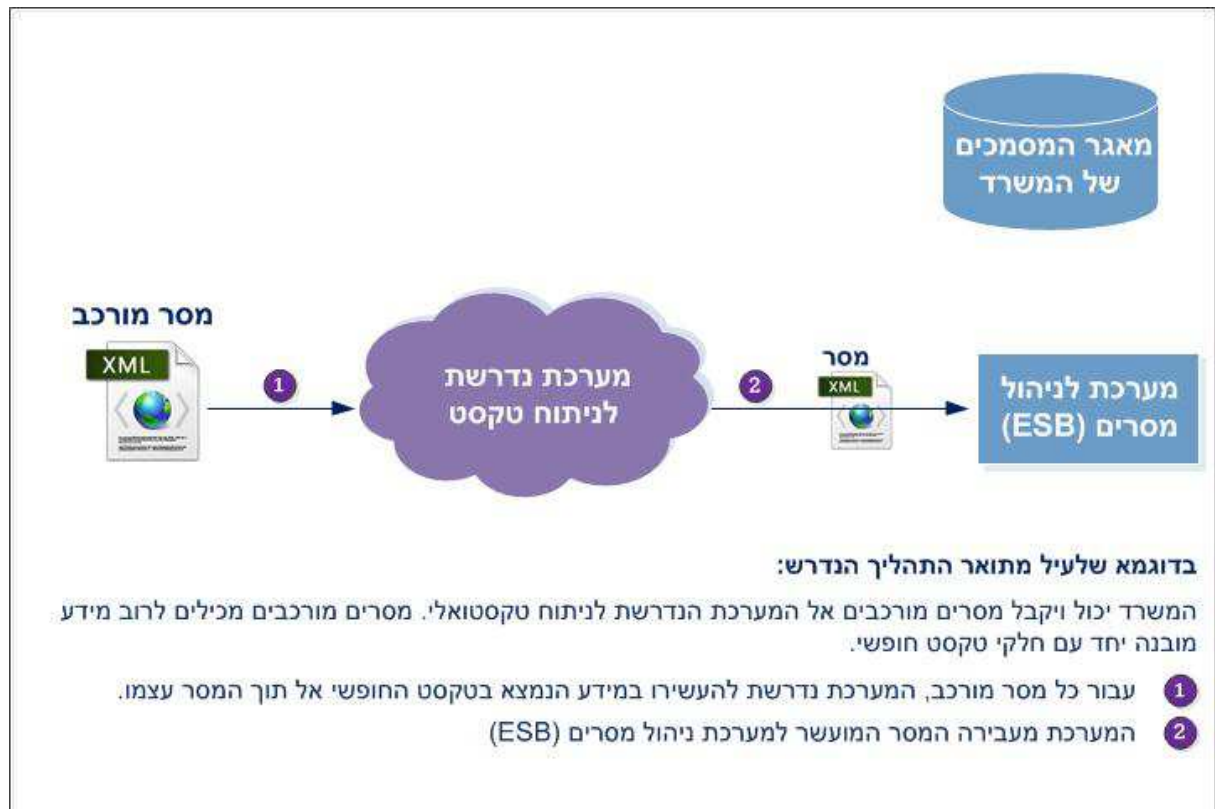 מאגר המסמכים
של המשרד
מסר מורכב
XML
1
מערכת נדרשת
לניתוח טקסט
2
מסר
XML
מערכת לניהול
מסרים (ESB)
בדוגמא שלעיל מתואר התהליך הנדרש:
המשרד יכול ויקבל מסרים מורכבים אל המערכת הנדרשת לניתוח טקסטואלי. מסרים מורכבים מכילים לרוב מידע
מובנה יחד עם חלקי טקסט חופשי.
1 עבור כל מסר מורכב, המערכת נדרשת להעשירו במידע הנמצא בטקסט החופשי אל תוך המסר עצמו.
2 המערכת מעבירה המסר המועשר למערכת ניהול מסרים (ESB)